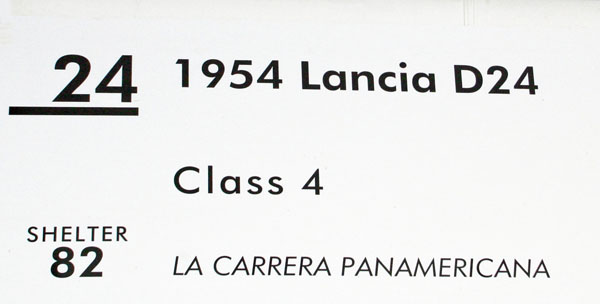 24 1954 Lancia D24
Class 4
SHELTER
82 LA CARRERA PANAMERICANA